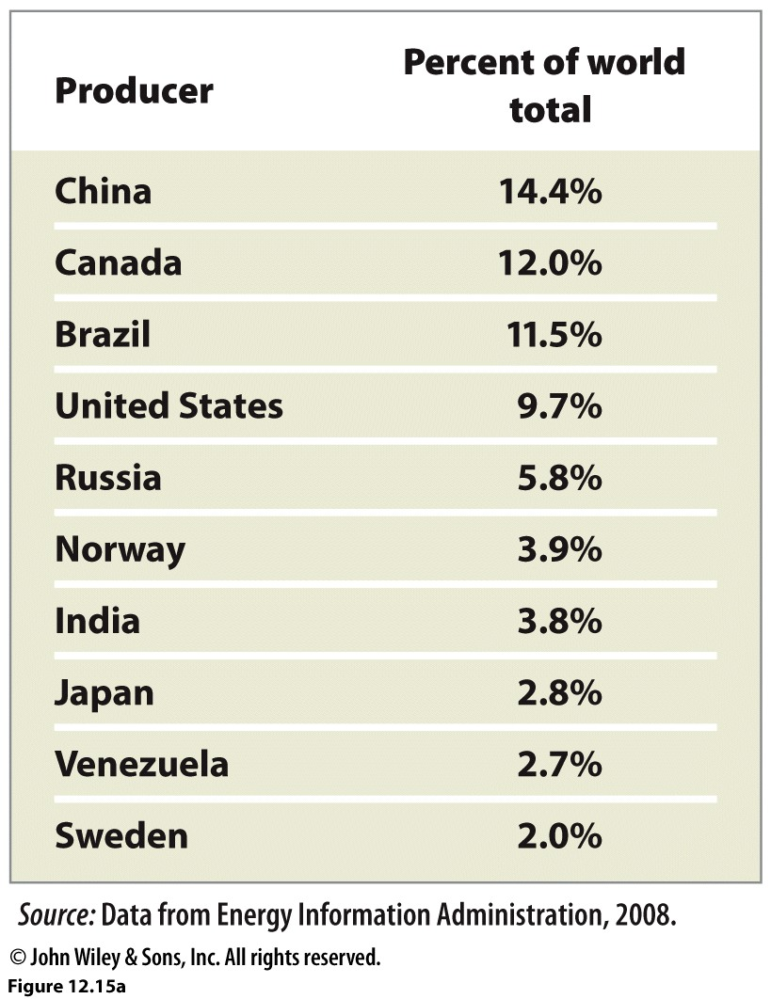 Producer Percent of world total
China 14.4%
Canada 12.0%
Brazil 11.5%
United States 9.7%
Russia 5.8%
Norway 3.9%
India 3.8%
Japan 2.8%
Venezuela 2.7%
Sweden 2.0%
Source: Data from Energy Information Administration, 2008.
© John Wiley & Sons, Inc. All rights reserved.
Figure 12.15a